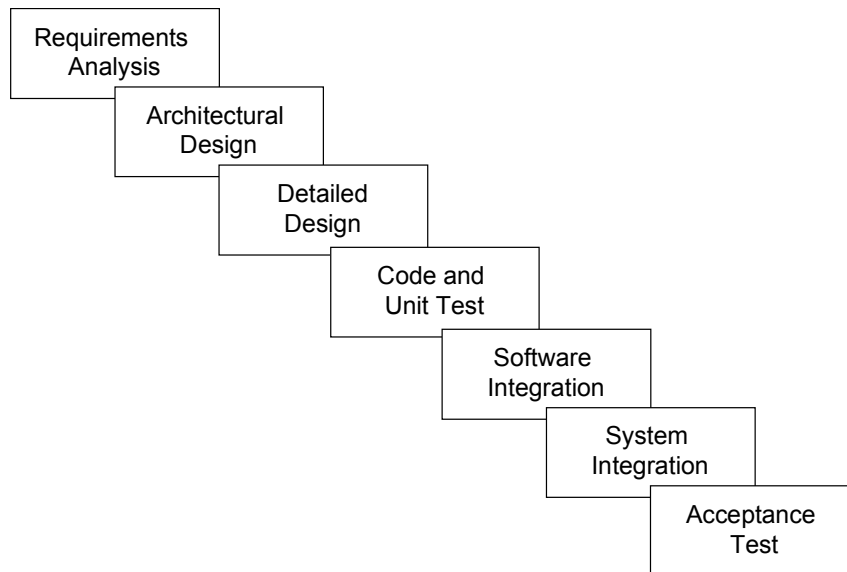 Requirements
Analysis
Architectural
Design
Detailed
Design
Code and
Unit Test
Software
Integration
System
Integration
Acceptance
Test